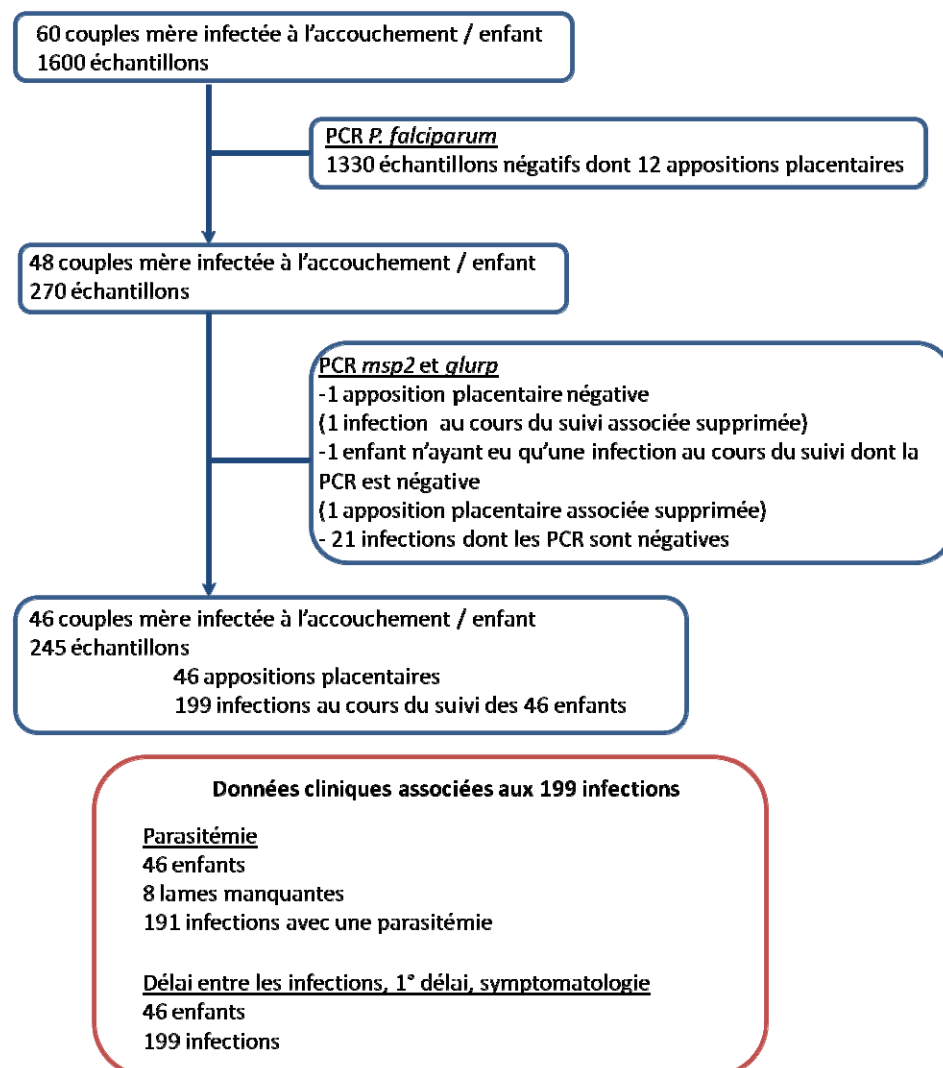 60 couples mère infectée à l'accouchement / enfant
1600 échantillons
PCR P. falciparum
1330 échantillons négatifs dont 12 appositions placentaires
48 couples mère infectée à l'accouchement / enfant
270 échantillons
PCR msp2 et glurp
-1 apposition placentaire négative
(1 infection au cours du suivi associée supprimée)
-1 enfant n'ayant eu qu'une infection au cours du suivi dont la
PCR est négative
(1 apposition placentaire associée supprimée)
- 21 infections dont les PCR sont négatives
46 couples mère infectée à l'accouchement / enfant
245 échantillons
46 appositions placentaires
199 infections au cours du suivi des 46 enfants
Données cliniques associées aux 199 infections
Parasitémie
46 enfants
8 lames manquantes
191 infections avec une parasitémie
Délai entre les infections, 1° délai, symptomatologie
46 enfants
199 infections